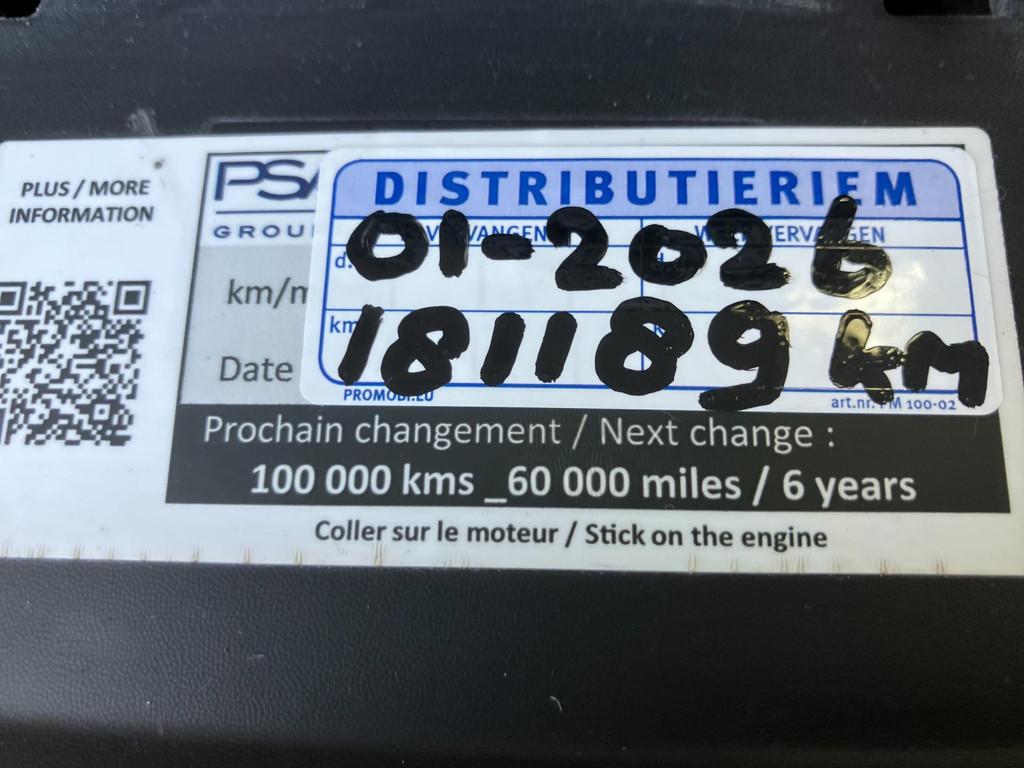 PLUS / MORE
INFORMATION
PSA
GROU
km/m
Date
DISTRIBUTIERIEM
01-2026
181189 km
PROMOBI.EU
art.nr. PM 100-02
Prochain changement / Next change :
100 000 kms _60 000 miles / 6 years
Coller sur le moteur / Stick on the engine